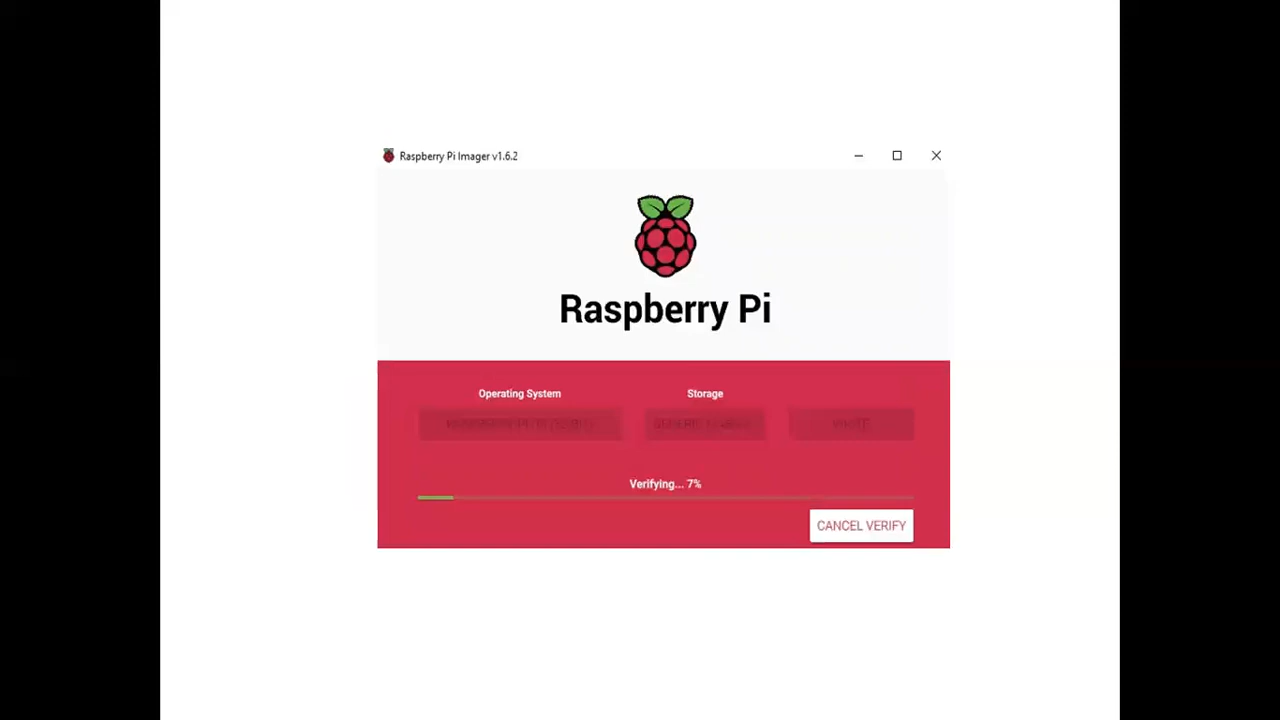 Raspberry Pi Imager v1.6.2
Raspberry Pi
Operating System
Storage
Verifying... 7%
CANCEL VERIFY